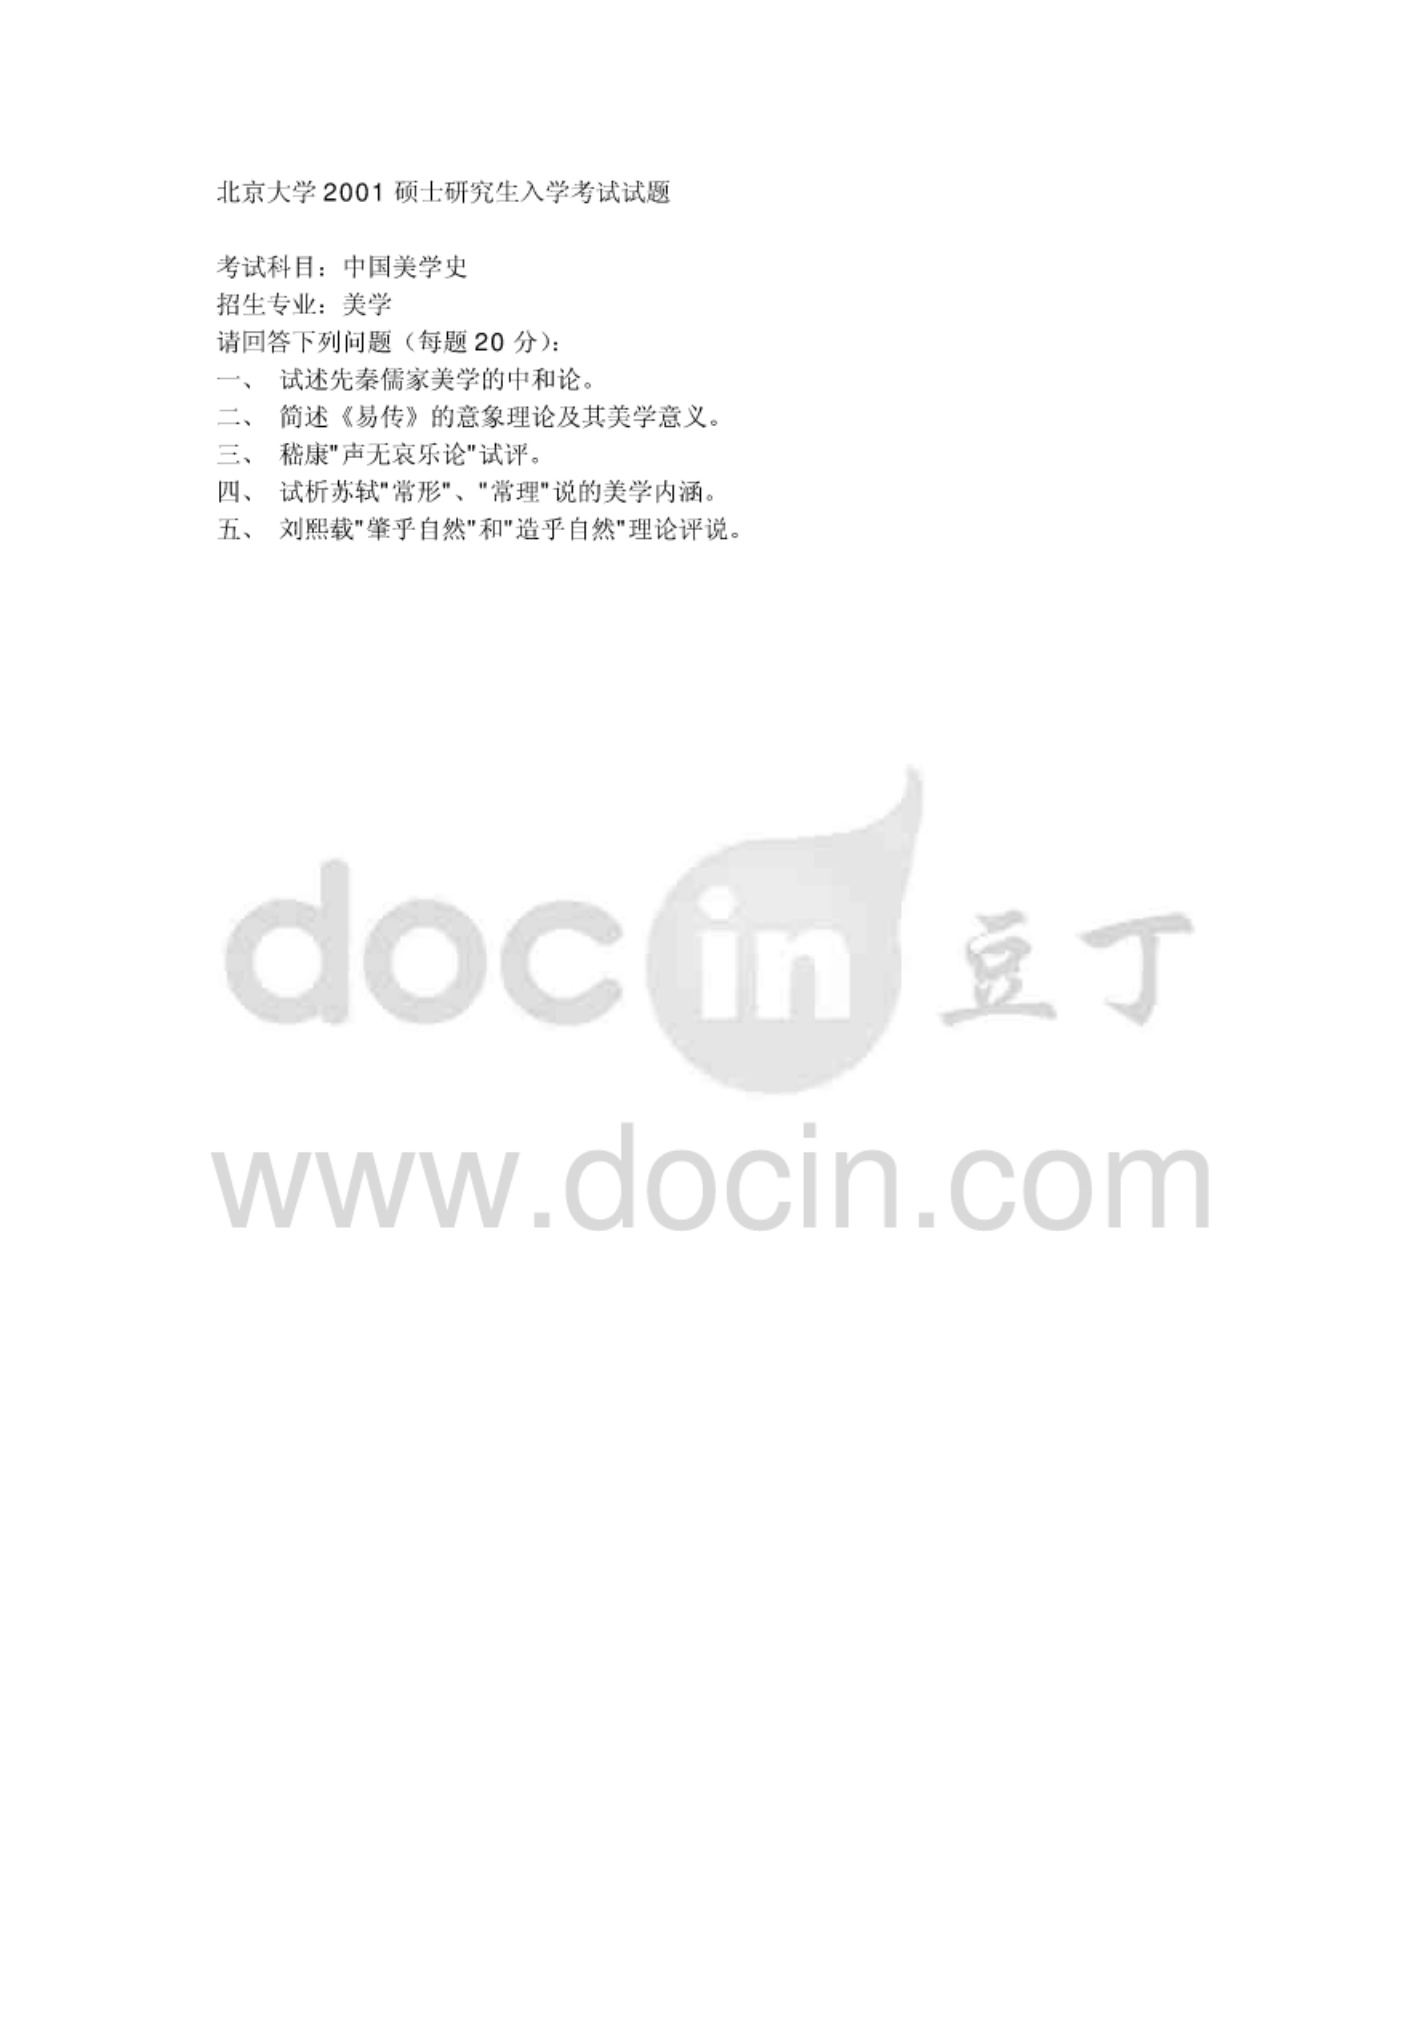 北京大学 2001 硕士研究生入学考试试题
考试科目：中国美学史
招生专业：美学
请回答下列问题（每题 20 分）：
一、 试述先秦儒家美学的中和论。
二、 简述《易传》的意象理论及其美学意义。
三、 嵇康"声无哀乐论"试评。
四、 试析苏轼"常形"、"常理"说的美学内涵。
五、 刘熙载"肇乎自然"和"造乎自然"理论评说。
docin 豆丁
www.docin.com